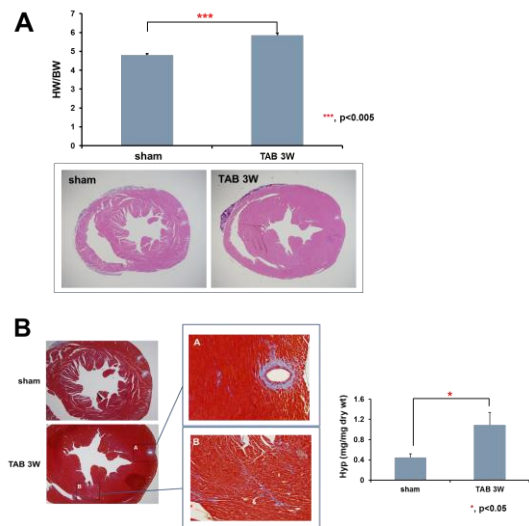 A
***
7
6
5
4
3
2
1
0
HW/BW
***, p<0.005
sham
TAB 3W
sham
TAB 3W
B
sham
TAB 3W
A
B
A
B
1.6
1.2
0.8
0.4
0
Hyp (mg/mg dry wt)
*
sham
TAB 3W
*, p<0.05